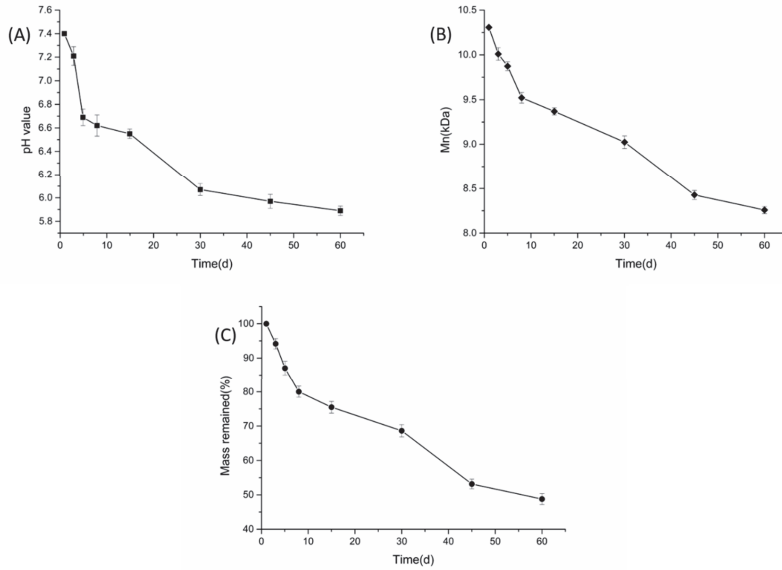 (A)
7.6
7.4
7.2
7.0
6.8
6.6
6.4
6.2
6.0
5.8
pH value
0 10 20 30 40 50 60
Time(d)
(B)
10.5
10.0
9.5
9.0
8.5
8.0
Mn(kDa)
0 10 20 30 40 50 60
Time(d)
(C)
100
90
80
70
60
50
40
Mass remained(%)
0 10 20 30 40 50 60
Time(d)